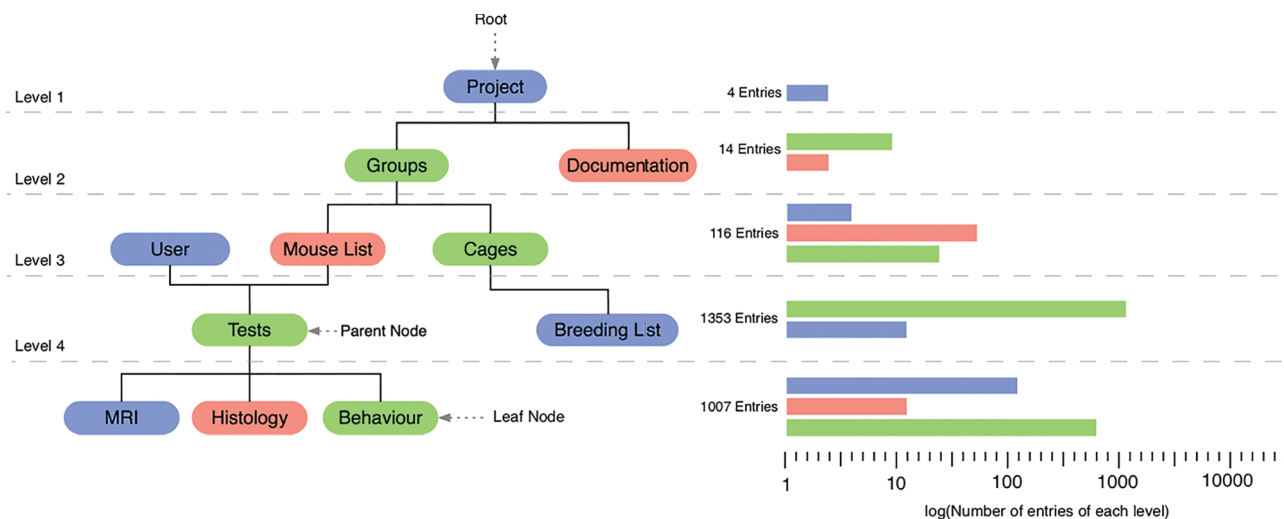 Root
Project
Level 1
4 Entries
Groups
Documentation
14 Entries
Level 2
User
Mouse List
Cages
116 Entries
Level 3
Tests
Parent Node
Breeding List
1353 Entries
Level 4
MRI
Histology
Behaviour
Leaf Node
1007 Entries
1 10 100 1000 10000
log(Number of entries of each level)